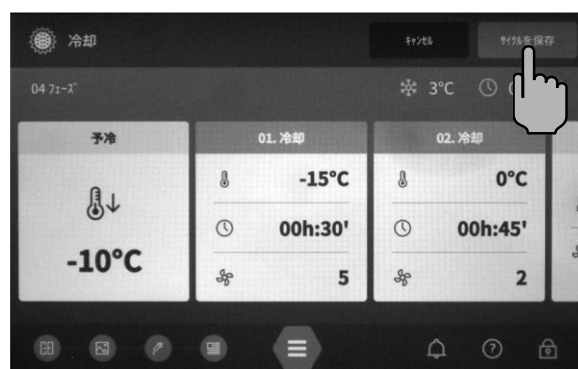 冷却
ｷｬﾝｾﾙ
ｻｲｸﾙを保存
04 ﾌｪｰｽﾞ
3°C
予冷
01. 冷却
02. 冷却
-15°C
0°C
00h:30'
00h:45'
-10°C
5
2